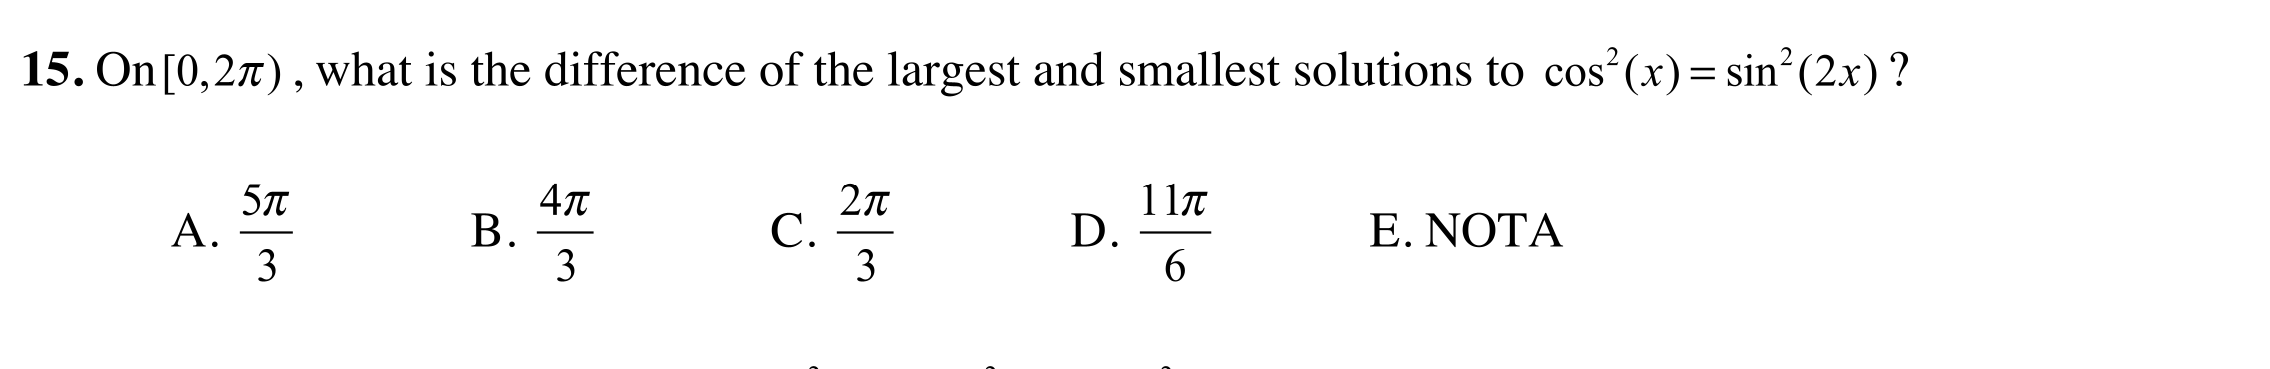 15. On [0,2π), what is the difference of the largest and smallest solutions to cos²(x) = sin²(2x)?
A. 5π/3 B. 4π/3 C. 2π/3 D. 11π/6 E. NOTA